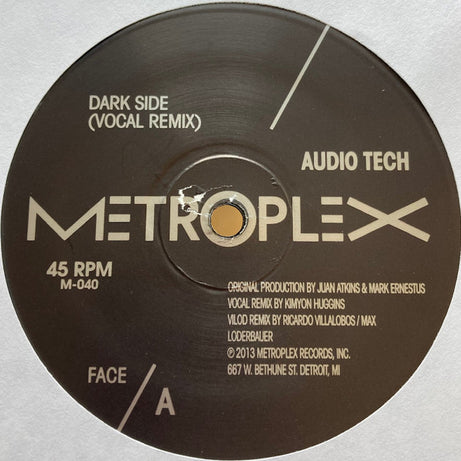 DARK SIDE
(VOCAL REMIX)
AUDIO TECH
METROPLEX
45 RPM
M-040
ORIGINAL PRODUCTION BY JUAN ATKINS & MARK ERNESTUS
VOCAL REMIX BY KIMYON HUGGINS
VILOD REMIX BY RICARDO VILLALOBOS / MAX
LODERBAUER
℗ 2013 METROPLEX RECORDS, INC.
667 W. BETHUNE ST. DETROIT, MI
FACE / A